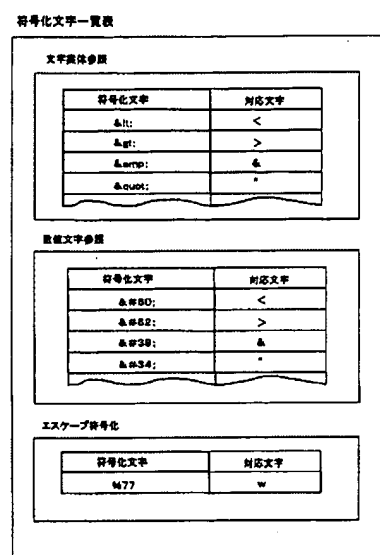 符号化文字一覧表
文字実体参照
符号化文字 対応文字
&lt; <
&gt; >
&amp; &
&quot; "
数値文字参照
符号化文字 対応文字
&#60; <
&#62; >
&#38; &
&#34; "
エスケープ符号化
符号化文字 対応文字
%77 w